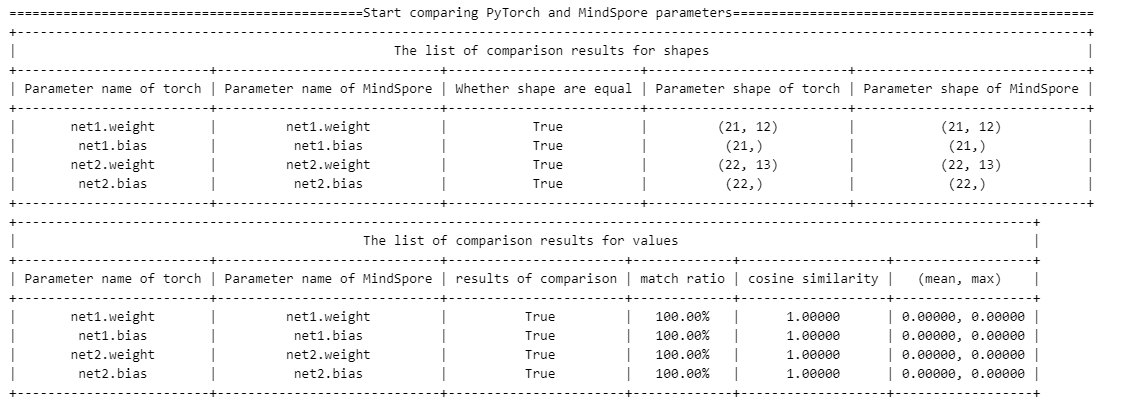 ==============================================Start comparing PyTorch and MindSpore parameters===============================================
+--------------------------------------------------------------------------------------------------------------------------------------------+
| The list of comparison results for shapes |
+--------------------------+-----------------------------+---------------------------+--------------------------+------------------------------+
| Parameter name of torch | Parameter name of MindSpore | Whether shape are equal | Parameter shape of torch | Parameter shape of MindSpore |
+--------------------------+-----------------------------+---------------------------+--------------------------+------------------------------+
| net1.weight | net1.weight | True | (21, 12) | (21, 12) |
| net1.bias | net1.bias | True | (21,) | (21,) |
| net2.weight | net2.weight | True | (22, 13) | (22, 13) |
| net2.bias | net2.bias | True | (22,) | (22,) |
+--------------------------+-----------------------------+---------------------------+--------------------------+------------------------------+
+-------------------------------------------------------------------------------------------------------------------------------------+
| The list of comparison results for values |
+-------------------------+-----------------------------+-----------------------+-------------+-------------------+------------------+
| Parameter name of torch | Parameter name of MindSpore | results of comparison | match ratio | cosine similarity | (mean, max) |
+-------------------------+-----------------------------+-----------------------+-------------+-------------------+------------------+
| net1.weight | net1.weight | True | 100.00% | 1.00000 | 0.00000, 0.00000 |
| net1.bias | net1.bias | True | 100.00% | 1.00000 | 0.00000, 0.00000 |
| net2.weight | net2.weight | True | 100.00% | 1.00000 | 0.00000, 0.00000 |
| net2.bias | net2.bias | True | 100.00% | 1.00000 | 0.00000, 0.00000 |
+-------------------------+-----------------------------+-----------------------+-------------+-------------------+------------------+